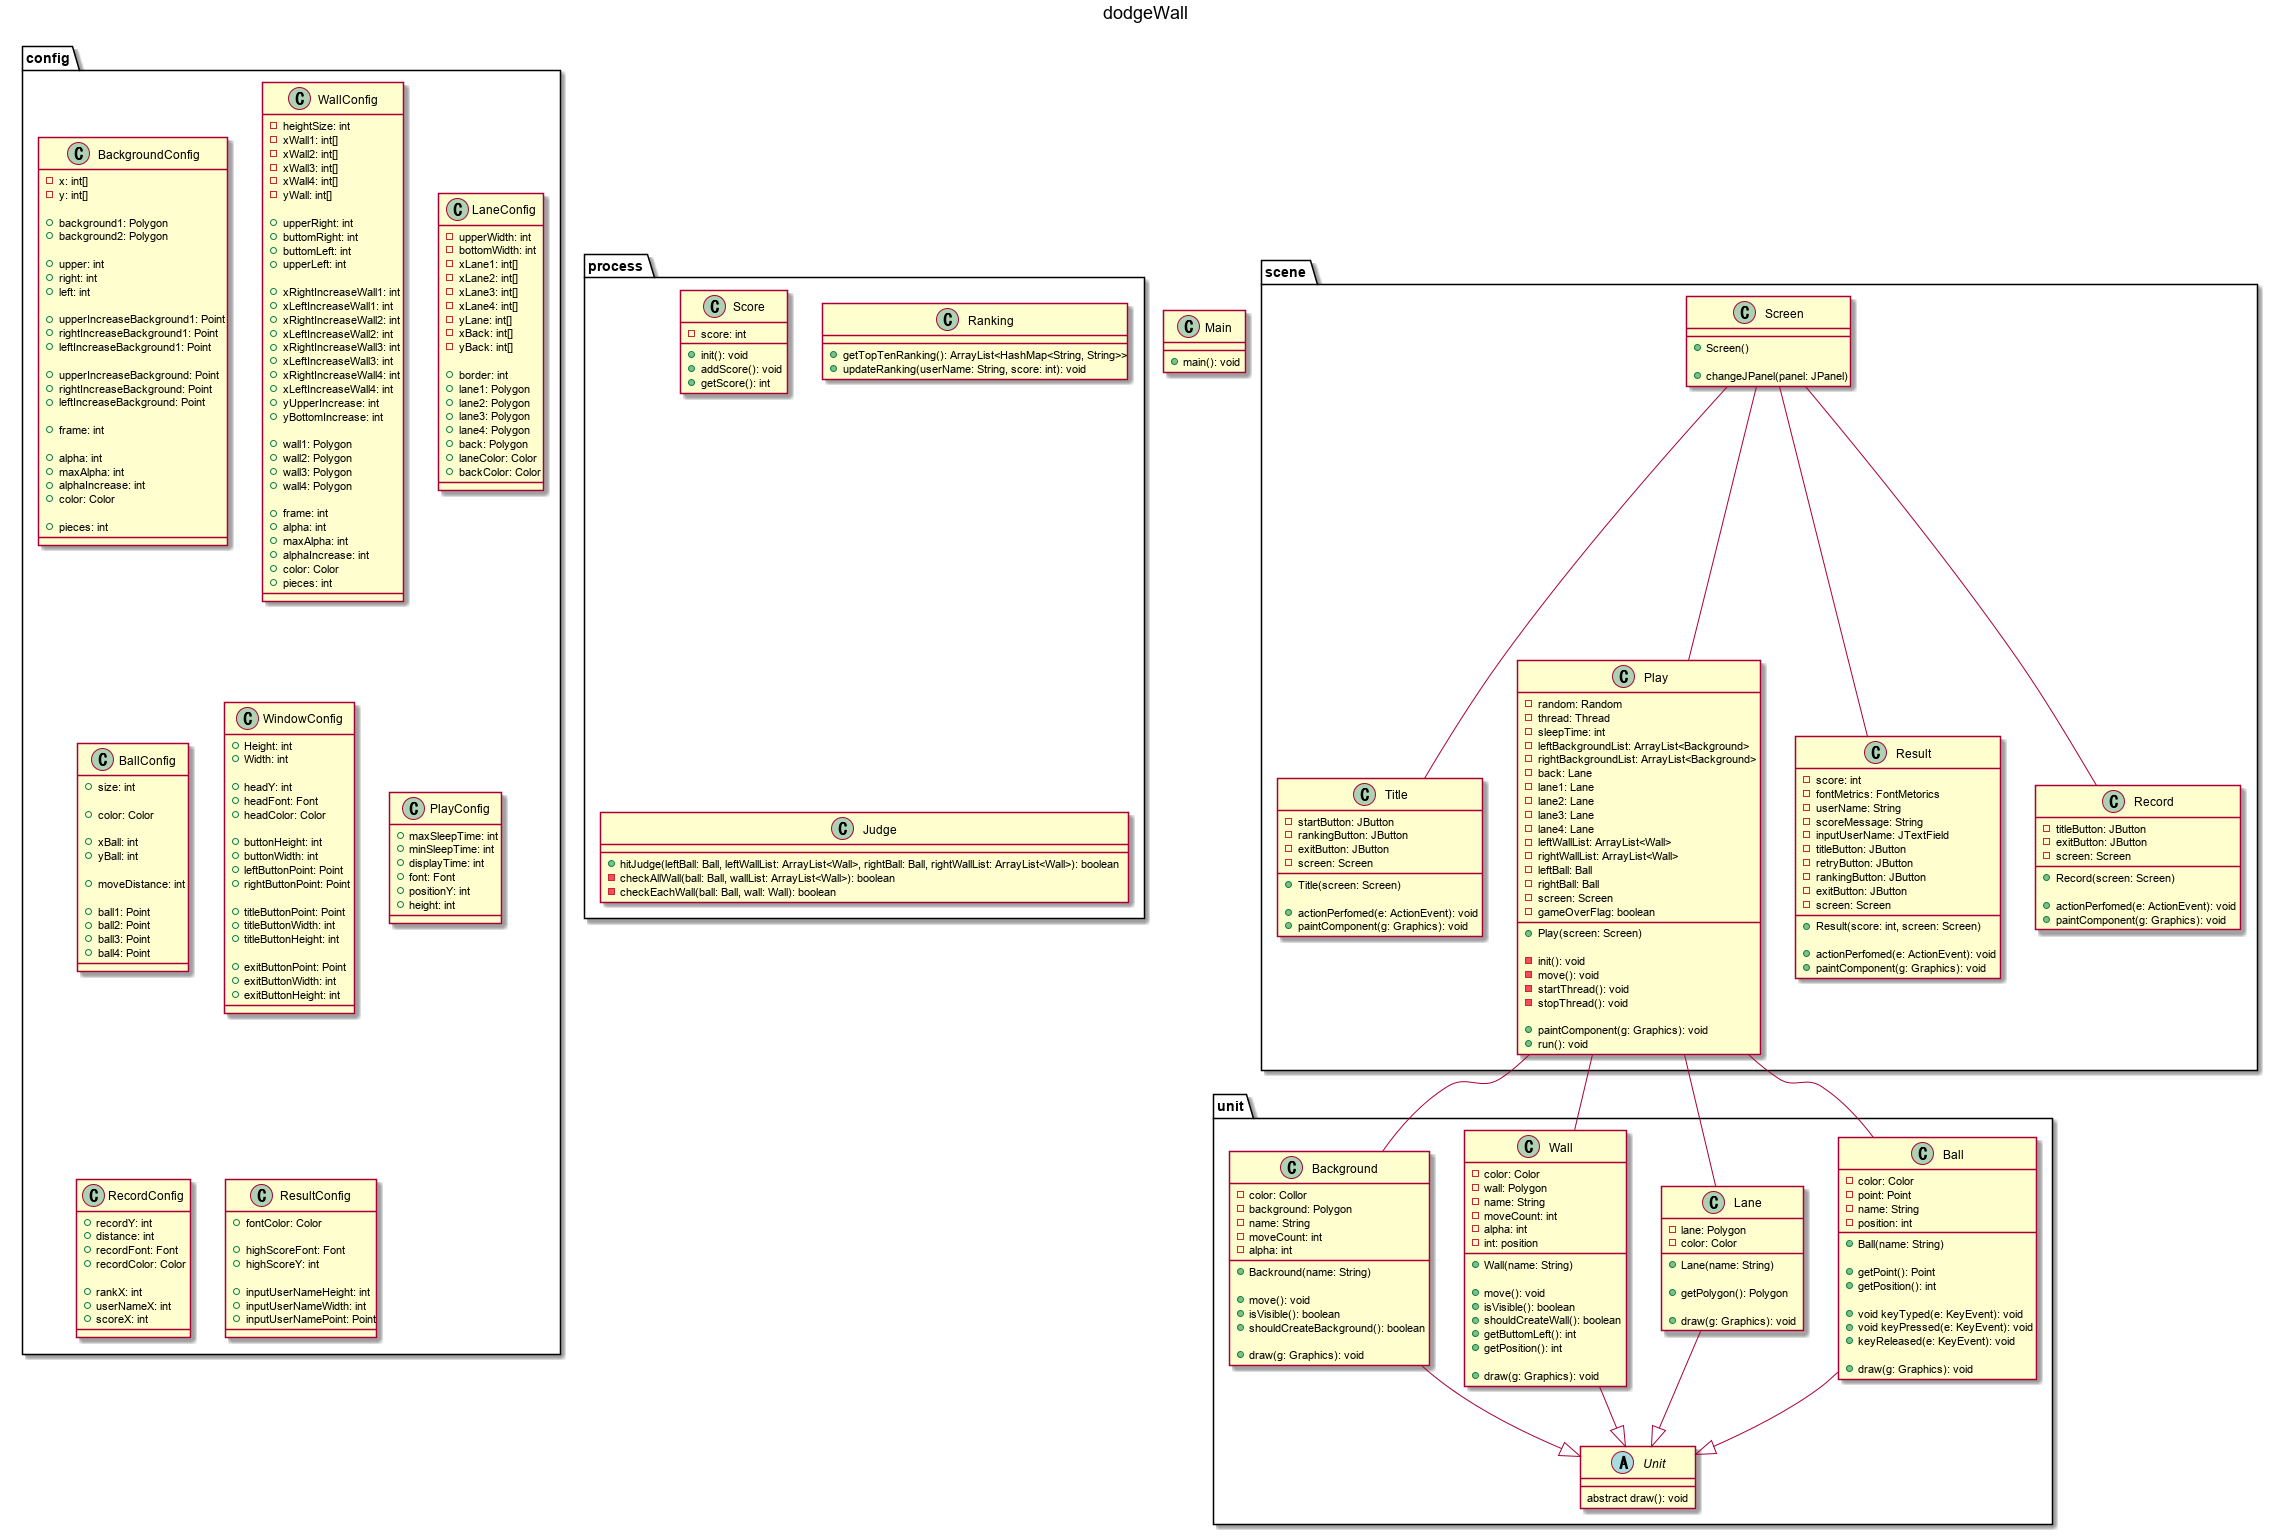 dodgeWall
config
BackgroundConfig
x: int[]
y: int[]
background1: Polygon
background2: Polygon
upper: int
right: int
left: int
upperIncreaseBackground1: Point
rightIncreaseBackground1: Point
leftIncreaseBackground1: Point
upperIncreaseBackground: Point
rightIncreaseBackground: Point
leftIncreaseBackground: Point
frame: int
alpha: int
maxAlpha: int
alphaIncrease: int
color: Color
pieces: int
WallConfig
heightSize: int
xWall1: int[]
xWall2: int[]
xWall3: int[]
xWall4: int[]
yWall: int[]
upperRight: int
buttomRight: int
buttomLeft: int
upperLeft: int
xRightIncreaseWall1: int
xLeftIncreaseWall1: int
xRightIncreaseWall2: int
xLeftIncreaseWall2: int
xRightIncreaseWall3: int
xLeftIncreaseWall3: int
xRightIncreaseWall4: int
xLeftIncreaseWall4: int
yUpperIncrease: int
yBottomIncrease: int
wall1: Polygon
wall2: Polygon
wall3: Polygon
wall4: Polygon
frame: int
alpha: int
maxAlpha: int
alphaIncrease: int
color: Color
pieces: int
LaneConfig
upperWidth: int
bottomWidth: int
xLane1: int[]
xLane2: int[]
xLane3: int[]
xLane4: int[]
yLane: int[]
xBack: int[]
yBack: int[]
border: int
lane1: Polygon
lane2: Polygon
lane3: Polygon
lane4: Polygon
back: Polygon
laneColor: Color
backColor: Color
BallConfig
size: int
color: Color
xBall: int
yBall: int
moveDistance: int
ball1: Point
ball2: Point
ball3: Point
ball4: Point
WindowConfig
Height: int
Width: int
headY: int
headFont: Font
headColor: Color
buttonHeight: int
buttonWidth: int
leftButtonPoint: Point
rightButtonPoint: Point
titleButtonPoint: Point
titleButtonWidth: int
titleButtonHeight: int
exitButtonPoint: Point
exitButtonWidth: int
exitButtonHeight: int
PlayConfig
maxSleepTime: int
minSleepTime: int
displayTime: int
font: Font
positionY: int
height: int
RecordConfig
recordY: int
distance: int
recordFont: Font
recordColor: Color
rankX: int
userNameX: int
scoreX: int
ResultConfig
fontColor: Color
highScoreFont: Font
highScoreY: int
inputUserNameHeight: int
inputUserNameWidth: int
inputUserNamePoint: Point
process
Score
score: int
init(): void
addScore(): void
getScore(): int
Ranking
getTopTenRanking(): ArrayList<HashMap<String, String>>
updateRanking(userName: String, score: int): void
Judge
hitJudge(leftBall: Ball, leftWallList: ArrayList<Wall>, rightBall: Ball, rightWallList: ArrayList<Wall>): boolean
checkAllWall(ball: Ball, wallList: ArrayList<Wall>): boolean
checkEachWall(ball: Ball, wall: Wall): boolean
Main
main(): void
scene
Screen
Screen()
changeJPanel(panel: JPanel)
Title
startButton: JButton
rankingButton: JButton
exitButton: JButton
screen: Screen
Title(screen: Screen)
actionPerfomed(e: ActionEvent): void
paintComponent(g: Graphics): void
Play
random: Random
thread: Thread
sleepTime: int
leftBackgroundList: ArrayList<Background>
rightBackgroundList: ArrayList<Background>
back: Lane
lane1: Lane
lane2: Lane
lane3: Lane
lane4: Lane
leftWallList: ArrayList<Wall>
rightWallList: ArrayList<Wall>
leftBall: Ball
rightBall: Ball
screen: Screen
gameOverFlag: boolean
Play(screen: Screen)
init(): void
move(): void
startThread(): void
stopThread(): void
paintComponent(g: Graphics): void
run(): void
Result
score: int
fontMetrics: FontMetorics
userName: String
scoreMessage: String
inputUserName: JTextField
titleButton: JButton
retryButton: JButton
rankingButton: JButton
exitButton: JButton
screen: Screen
Result(score: int, screen: Screen)
actionPerfomed(e: ActionEvent): void
paintComponent(g: Graphics): void
Record
titleButton: JButton
exitButton: JButton
screen: Screen
Record(screen: Screen)
actionPerfomed(e: ActionEvent): void
paintComponent(g: Graphics): void
unit
Background
color: Collor
background: Polygon
name: String
moveCount: int
alpha: int
Backround(name: String)
move(): void
isVisible(): boolean
shouldCreateBackground(): boolean
draw(g: Graphics): void
Wall
color: Color
wall: Polygon
name: String
moveCount: int
alpha: int
int: position
Wall(name: String)
move(): void
isVisible(): boolean
shouldCreateWall(): boolean
getButtomLeft(): int
getPosition(): int
draw(g: Graphics): void
Lane
lane: Polygon
color: Color
Lane(name: String)
getPolygon(): Polygon
draw(g: Graphics): void
Ball
color: Color
point: Point
name: String
position: int
Ball(name: String)
getPoint(): Point
getPosition(): int
void keyTyped(e: KeyEvent): void
void keyPressed(e: KeyEvent): void
keyReleased(e: KeyEvent): void
draw(g: Graphics): void
Unit
abstract draw(): void